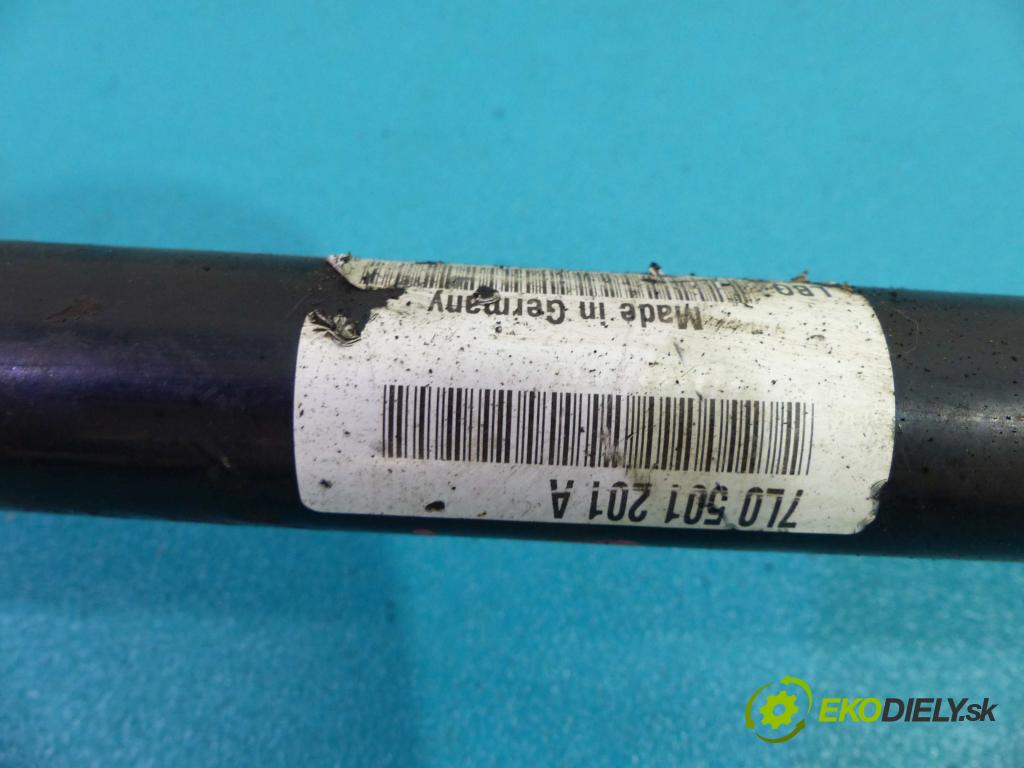 7L0 501 201 A
Made in Germany
EKODIELY.sk